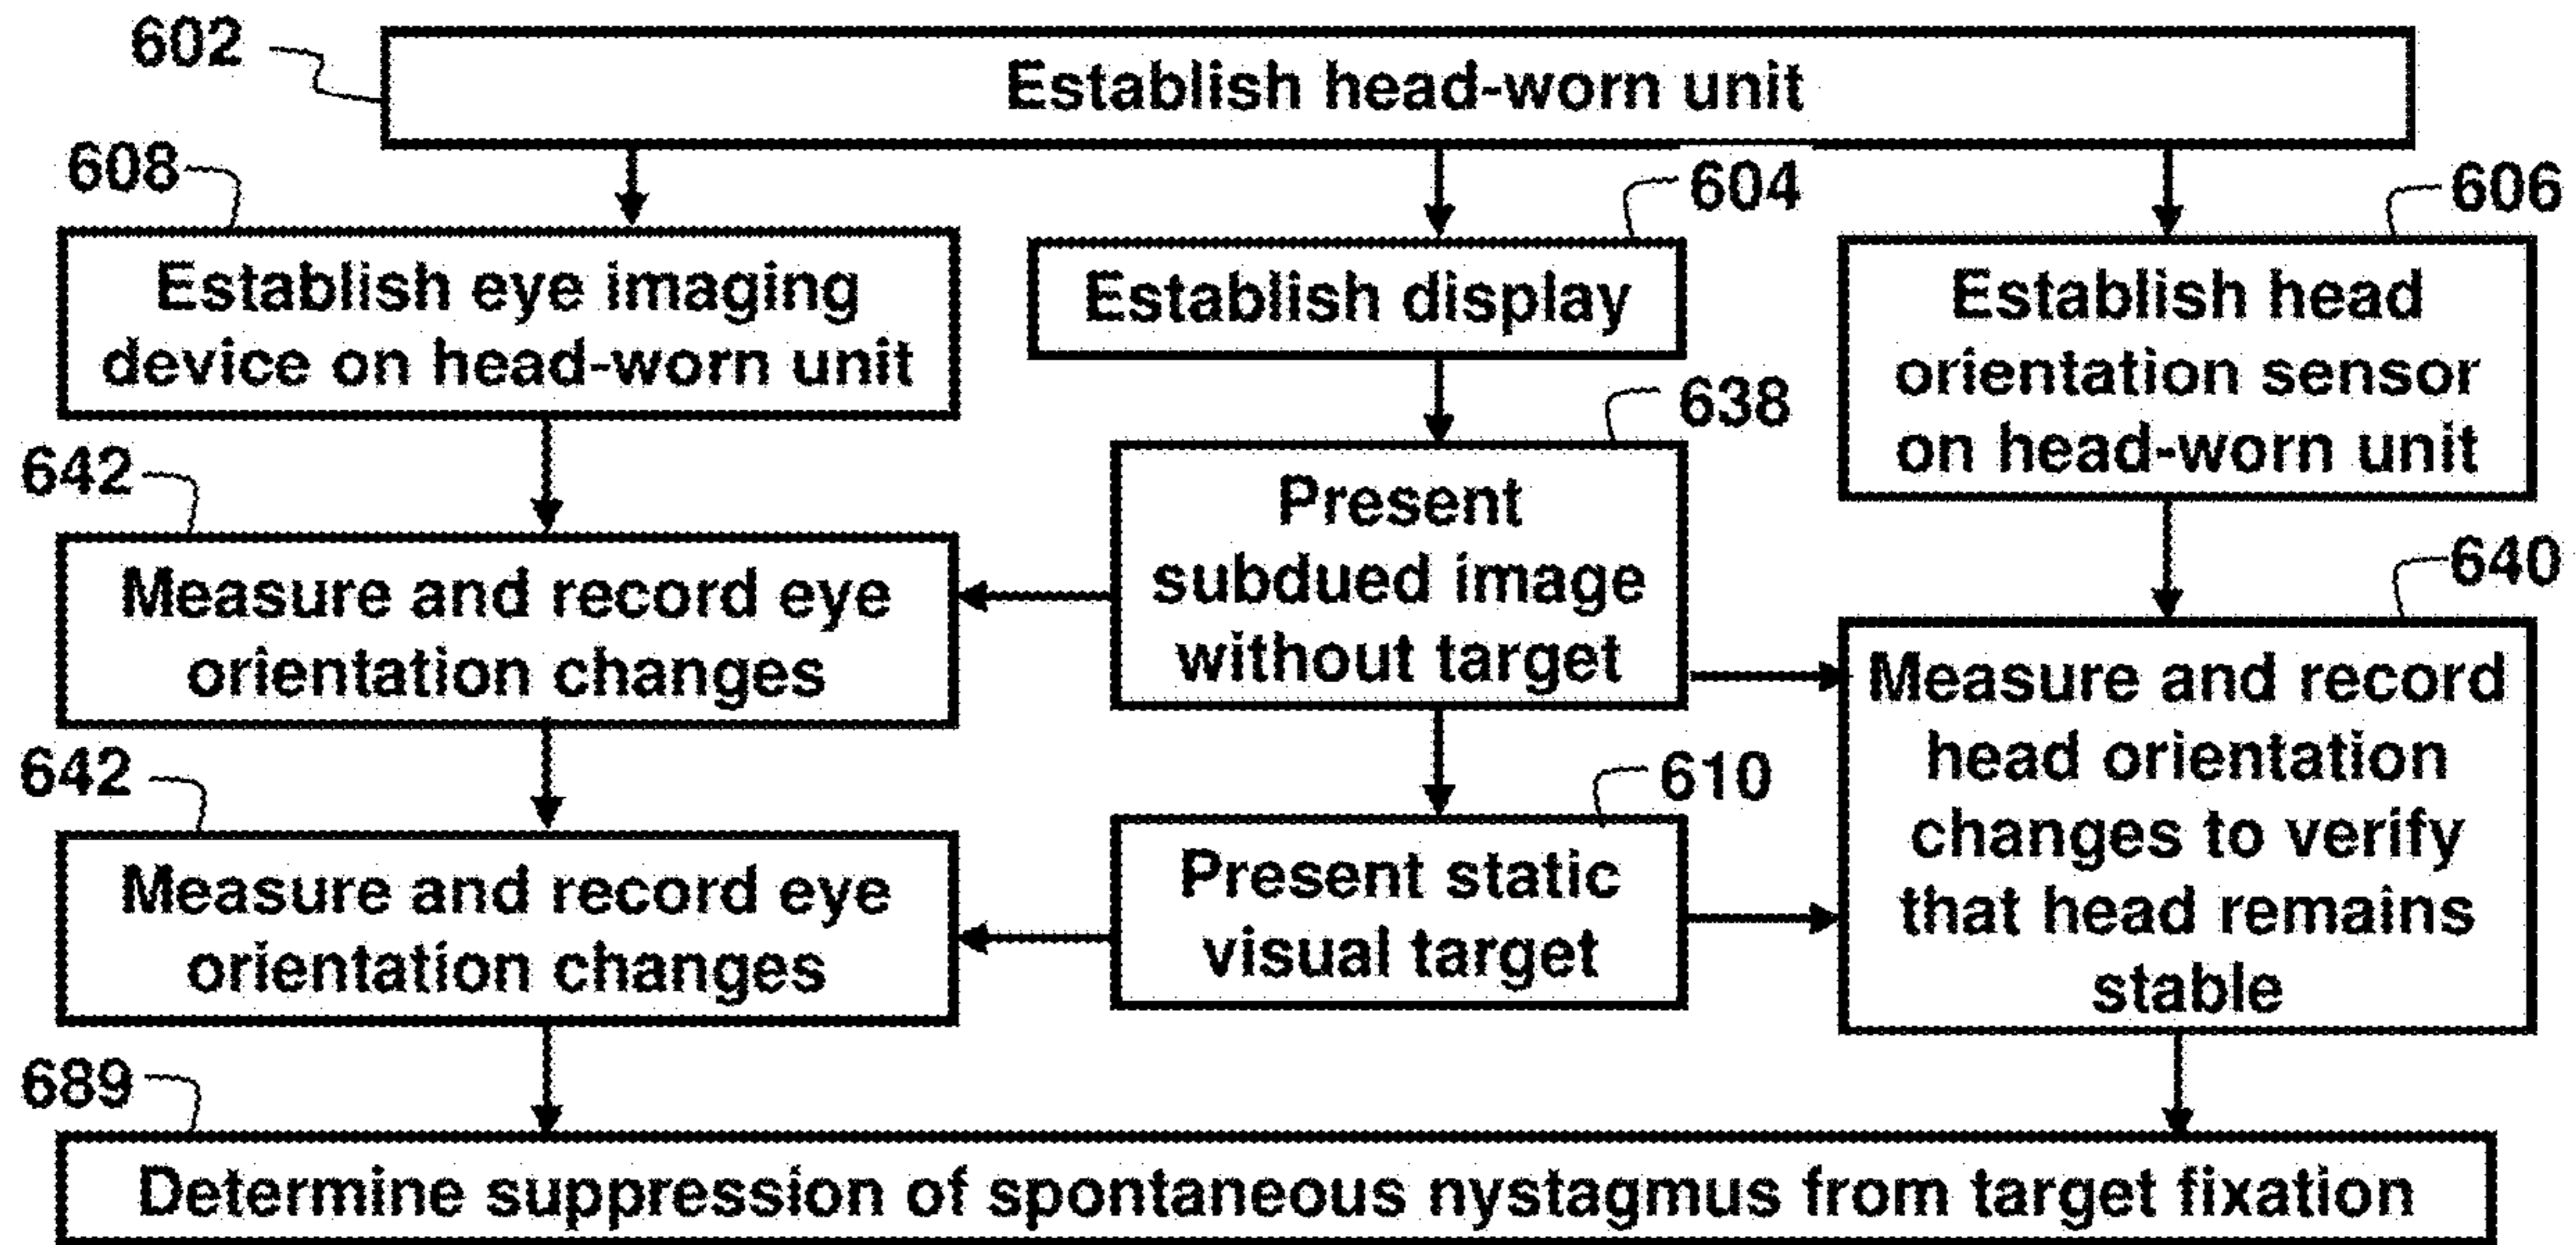 602
Establish head-worn unit
608
604
606
Establish eye imaging
device on head-worn unit
Establish display
Establish head
orientation sensor
on head-worn unit
642
638
Measure and record eye
orientation changes
Present
subdued image
without target
640
Measure and record
head orientation
changes to verify
that head remains
stable
642
610
Measure and record eye
orientation changes
Present static
visual target
689
Determine suppression of spontaneous nystagmus from target fixation